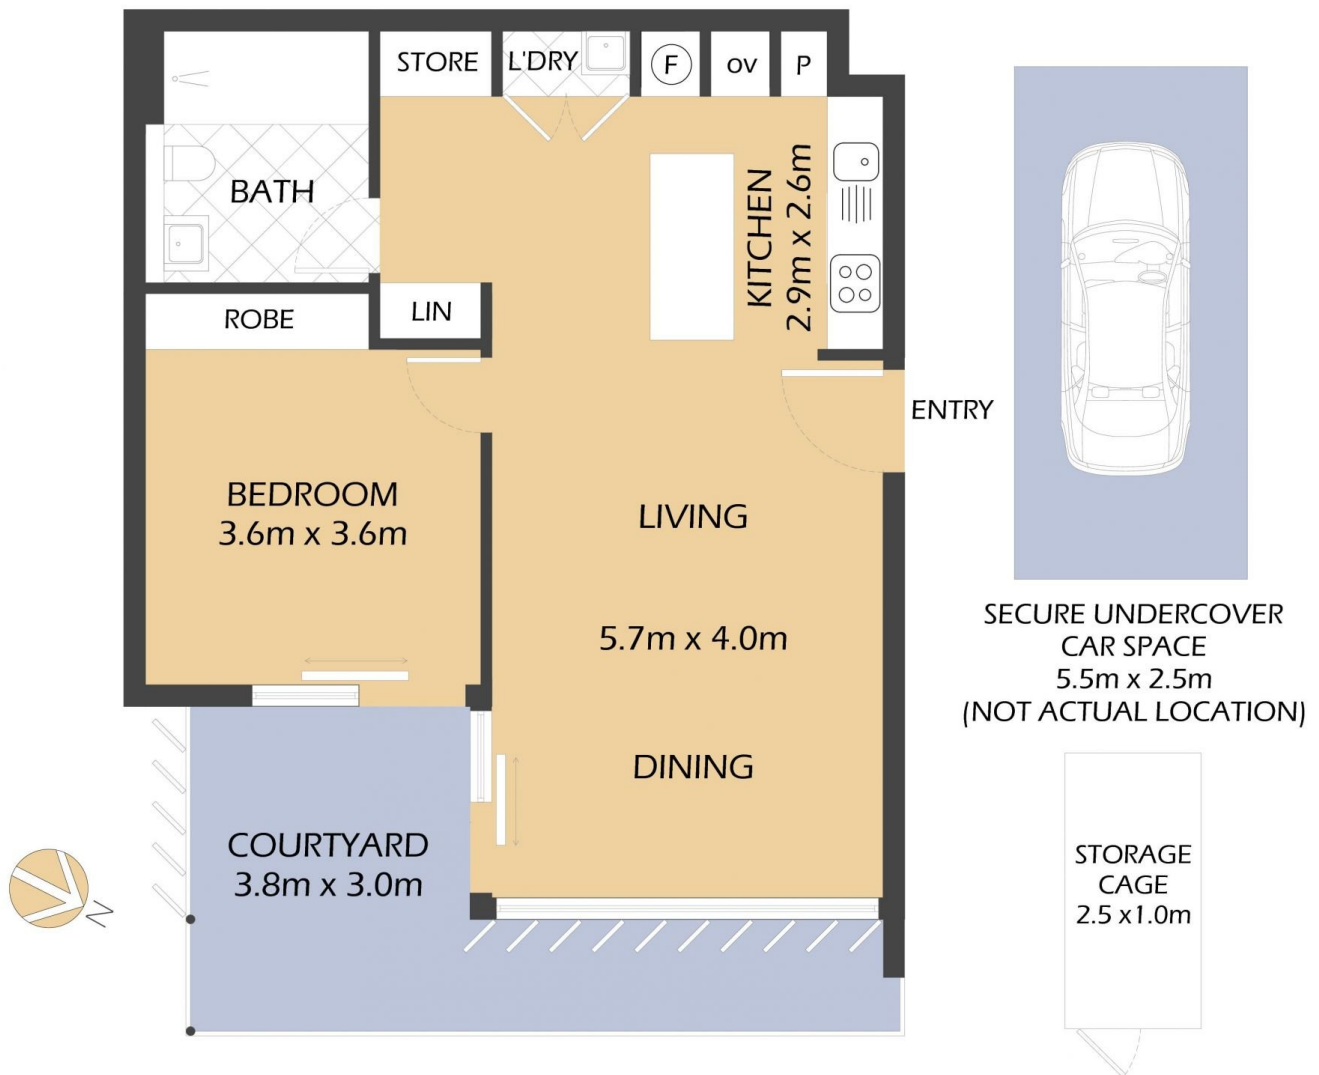 STORE
L'DRY
F
ov
P
BATH
KITCHEN
2.9m x 2.6m
ROBE
LIN
ENTRY
BEDROOM
3.6m x 3.6m
LIVING
5.7m x 4.0m
DINING
COURTYARD
3.8m x 3.0m
N
SECURE UNDERCOVER
CAR SPACE
5.5m x 2.5m
(NOT ACTUAL LOCATION)
STORAGE
CAGE
2.5 x1.0m